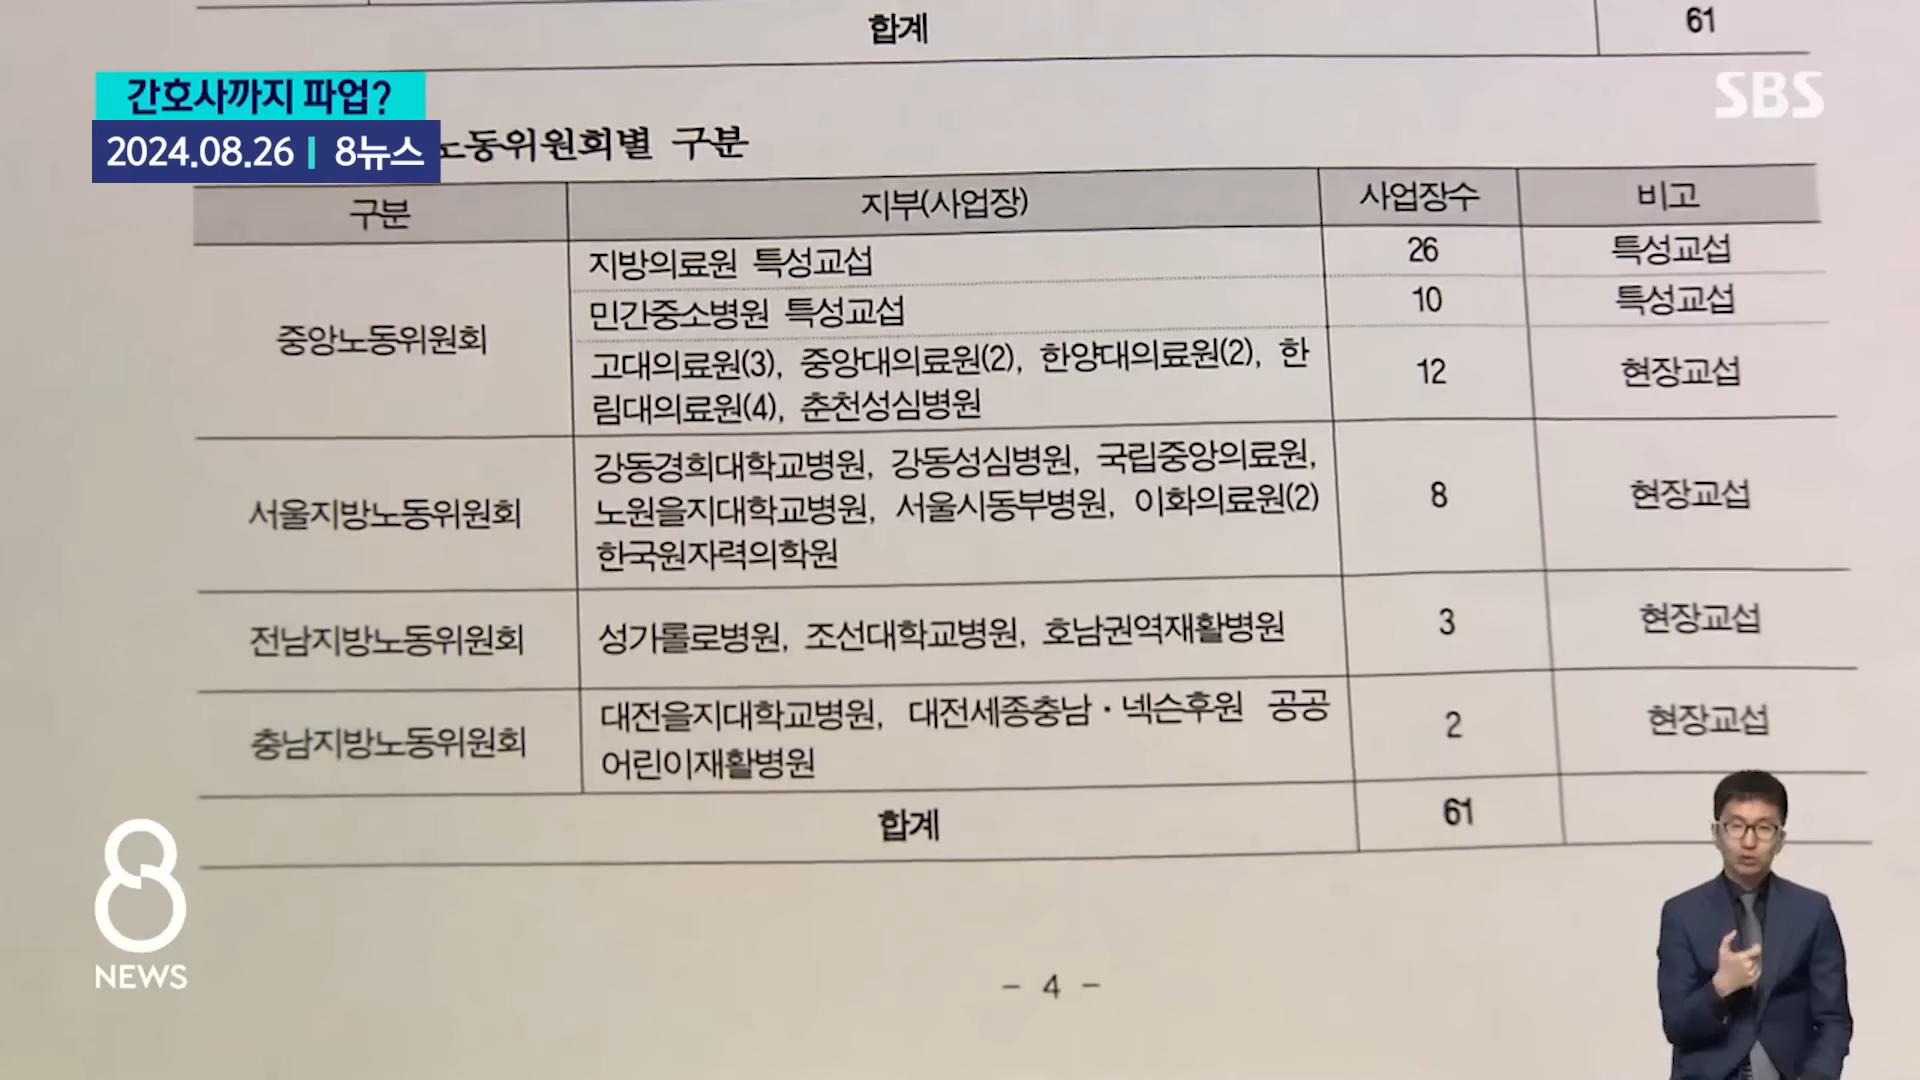 합계 61
간호사까지 파업?
SBS
2024.08.26 | 8뉴스
노동위원회별 구분
구분 지부(사업장) 사업장수 비고
중앙노동위원회
지방의료원 특성교섭 26 특성교섭
민간중소병원 특성교섭 10 특성교섭
고대의료원(3), 중앙대의료원(2), 한양대의료원(2), 한
림대의료원(4), 춘천성심병원
12 현장교섭
서울지방노동위원회
강동경희대학교병원, 강동성심병원, 국립중앙의료원,
노원을지대학교병원, 서울시동부병원, 이화의료원(2)
한국원자력의학원
8 현장교섭
전남지방노동위원회 성가롤로병원, 조선대학교병원, 호남권역재활병원 3 현장교섭
충남지방노동위원회
대전을지대학교병원, 대전세종충남·넥슨후원 공공
어린이재활병원
2 현장교섭
합계 61
8
NEWS
- 4 -